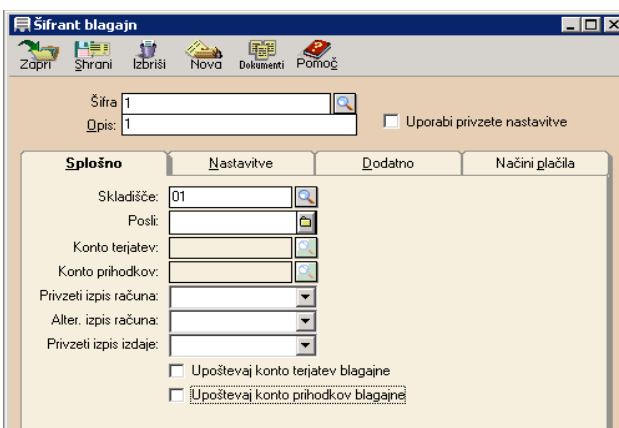 Šifrant blagajn
Zapri Shrani Izbriši Nova Dokumenti Pomoč
Šifra 1
Opis: 1
Uporabi privzete nastavitve
Splošno Nastavitve Dodatno Načini plačila
Skladišče: 01
Posli:
Konto terjatev:
Konto prihodkov:
Privzeti izpis računa:
Alter. izpis računa:
Privzeti izpis izdaje:
Upoštevaj konto terjatev blagajne
Upoštevaj konto prihodkov blagajne